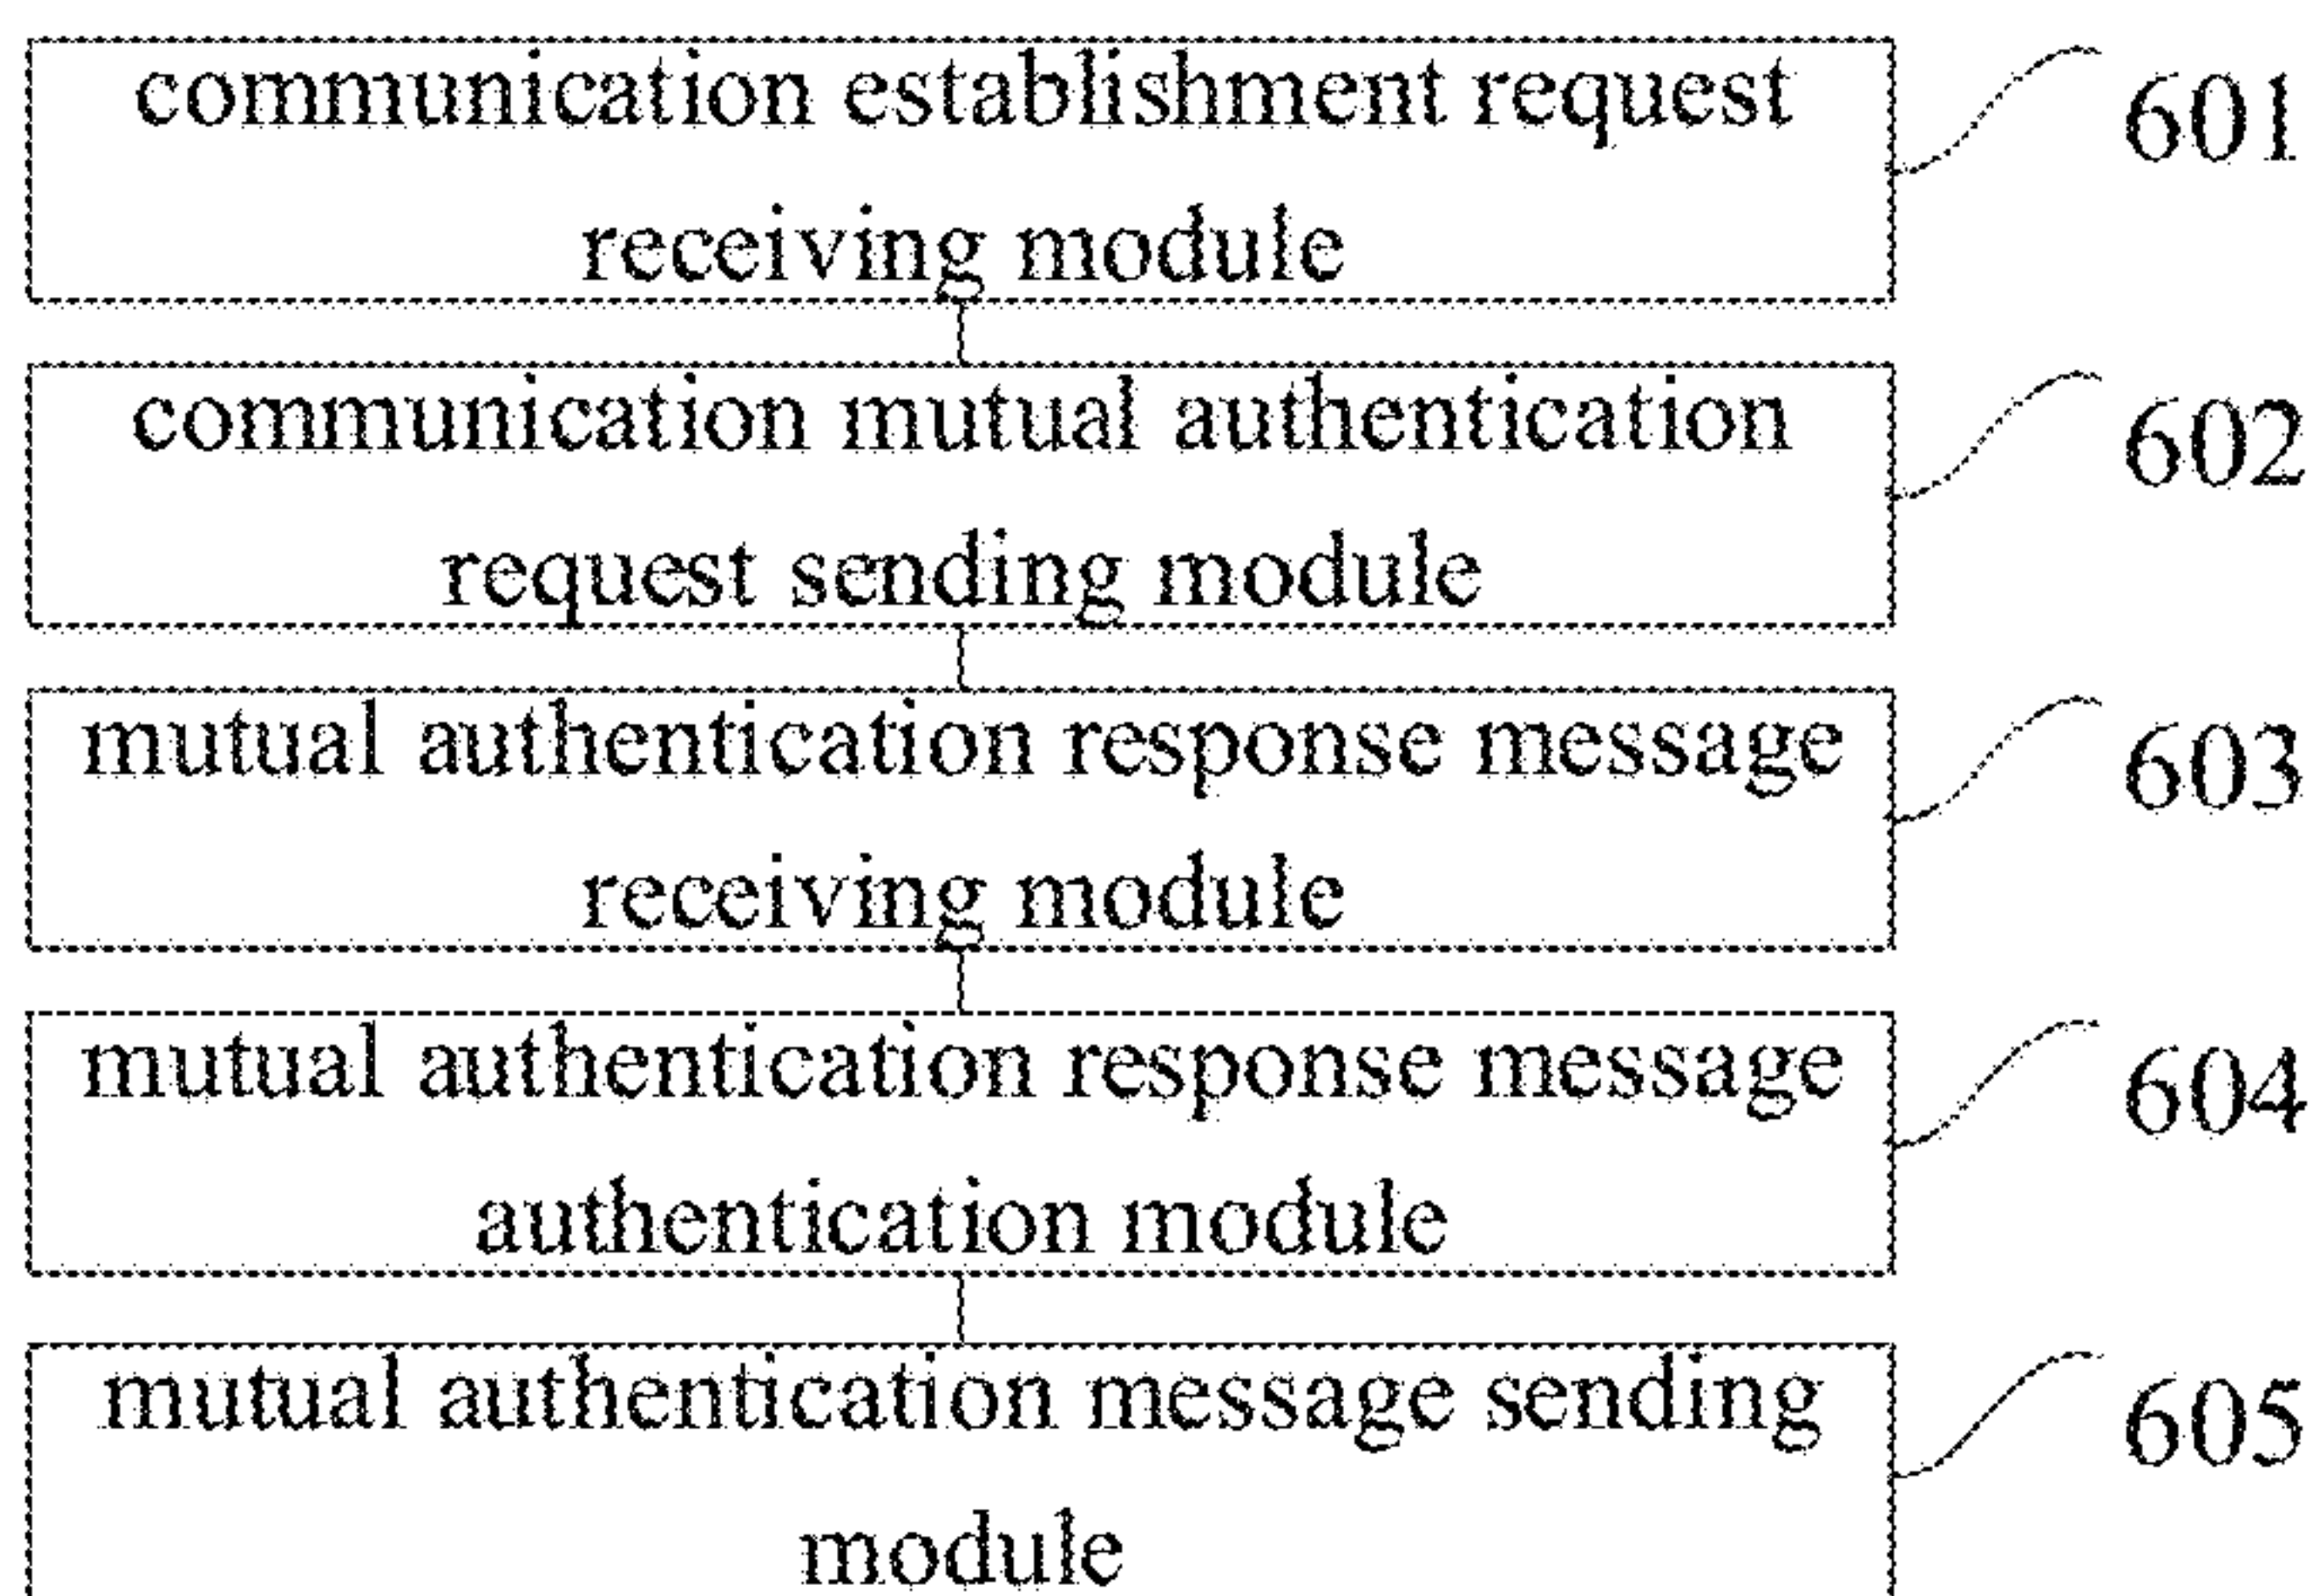 communication establishment request
receiving module
601
communication mutual authentication
request sending module
602
mutual authentication response message
receiving module
603
mutual authentication response message
authentication module
604
mutual authentication message sending
module
605